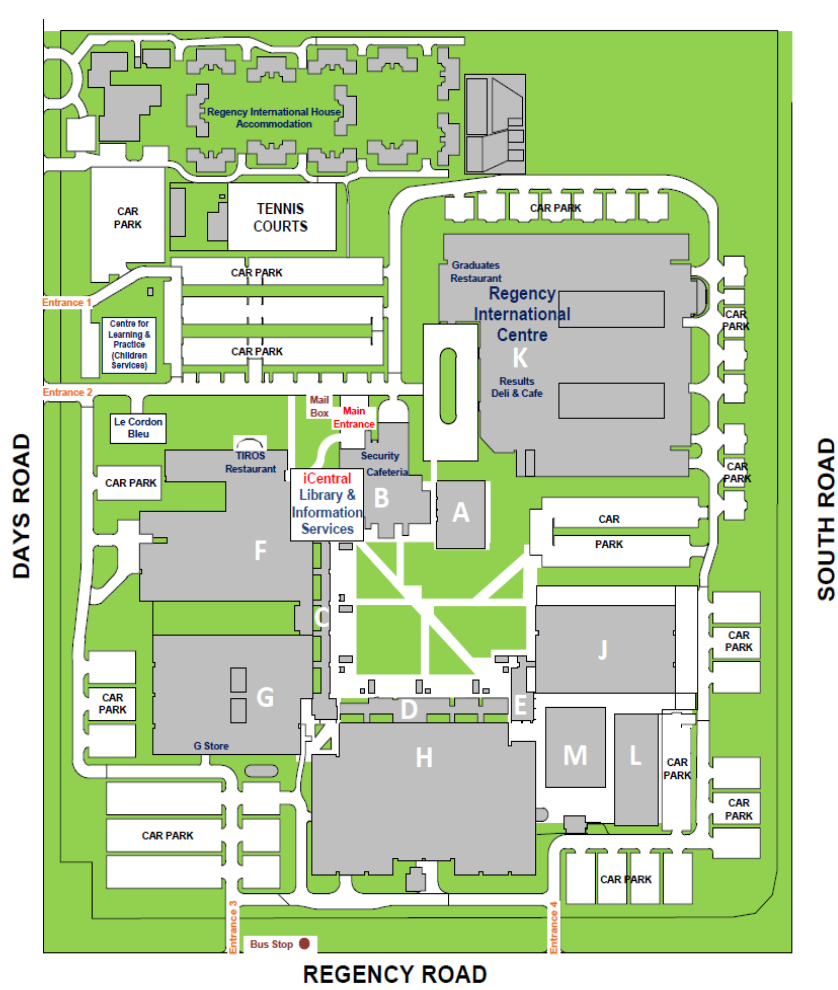 Regency International House
Accommodation
CAR
PARK
TENNIS
COURTS
CAR PARK
CAR PARK
Graduates
Restaurant
Regency
International
Centre
K
Results
Deli & Cafe
CAR
PARK
Entrance 1
Centre for
Learning &
Practice
(Children
Services)
CAR PARK
Entrance 2
Mail
Box
Main
Entrance
Le Cordon
Bleu
TIROS
Restaurant
Security
Cafeteria
B
CAR PARK
iCentral
Library &
Information
Services
A
CAR
PARK
CAR
PARK
DAYS ROAD
SOUTH ROAD
F
C
J
CAR
PARK
CAR
PARK
G
D
E
G Store
H
M
L
CAR
PARK
CAR
PARK
CAR PARK
CAR PARK
Entrance 3
Entrance 4
Bus Stop
REGENCY ROAD